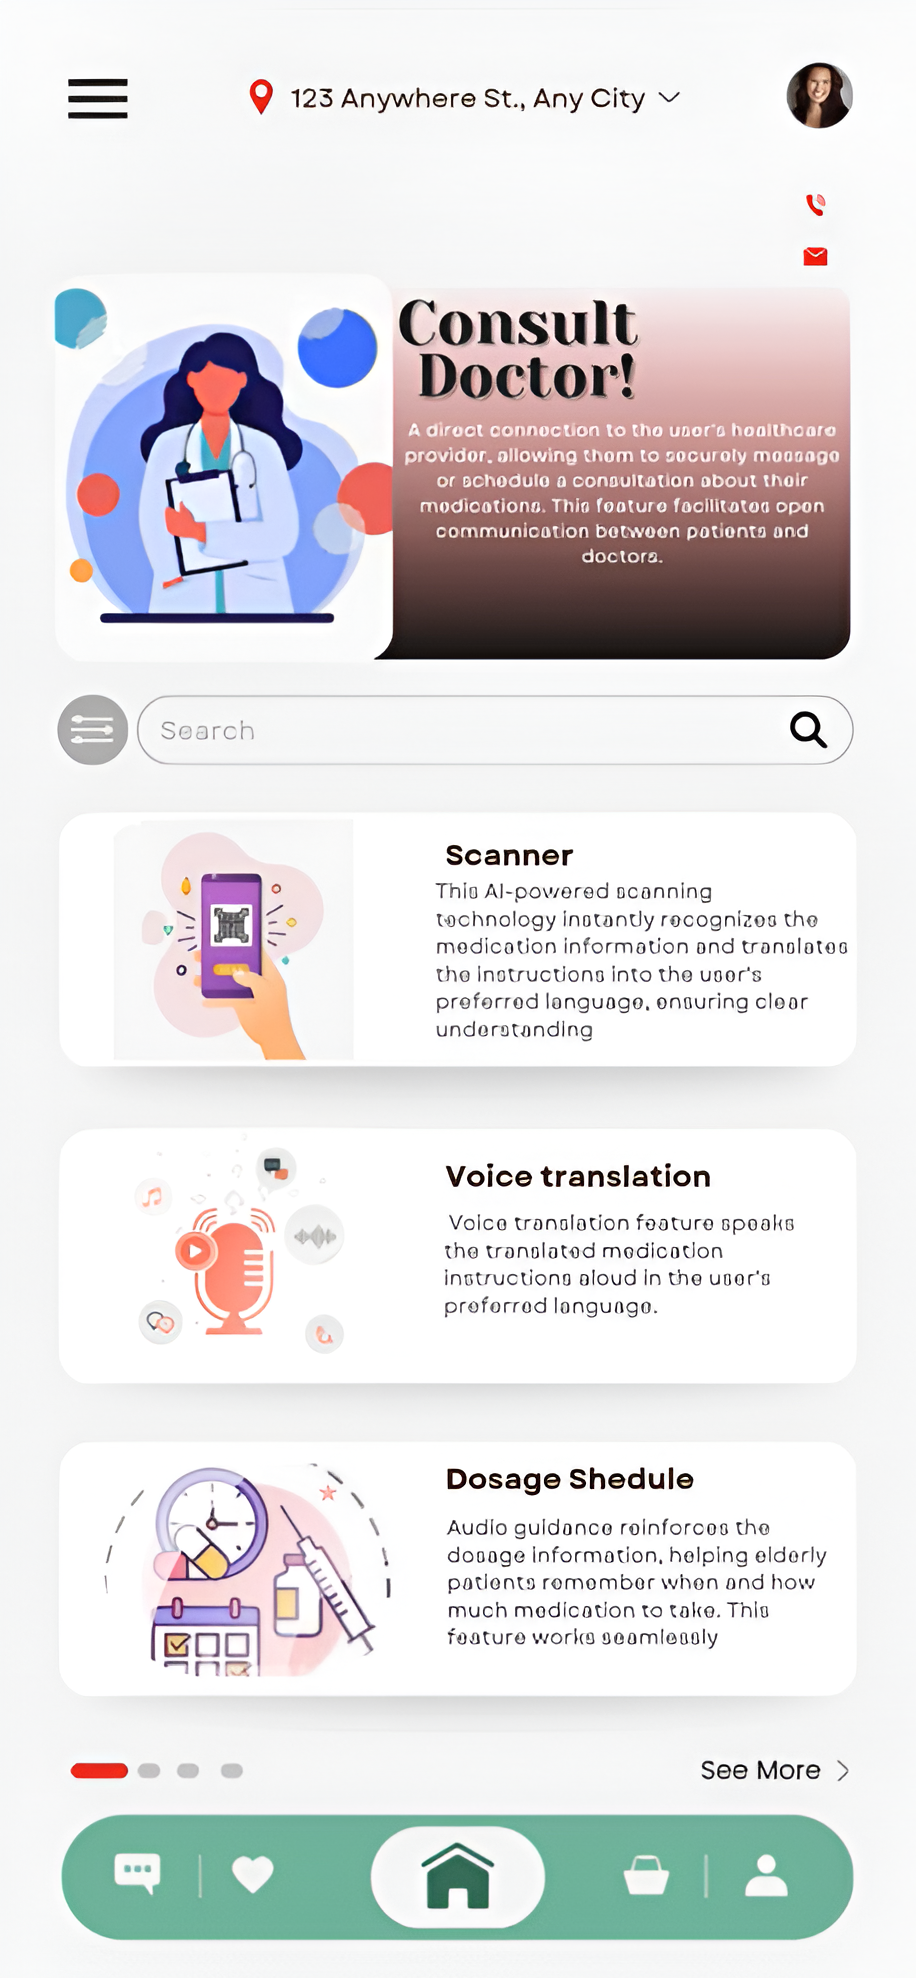 123 Anywhere St., Any City
Consult
Doctor!
A direct connection to the user's healthcare
provider, allowing them to securely message
or schedule a consultation about their
medications. This feature facilitates open
communication between patients and
doctors.
Search
Scanner
This AI-powered scanning
technology instantly recognizes the
medication information and translates
the instructions into the user's
preferred language, ensuring clear
understanding
Voice translation
Voice translation feature speaks
the translated medication
instructions aloud in the user's
preferred language.
Dosage Shedule
Audio guidance reinforces the
dosage information, helping elderly
patients remember when and how
much medication to take. This
feature works seamlessly
See More